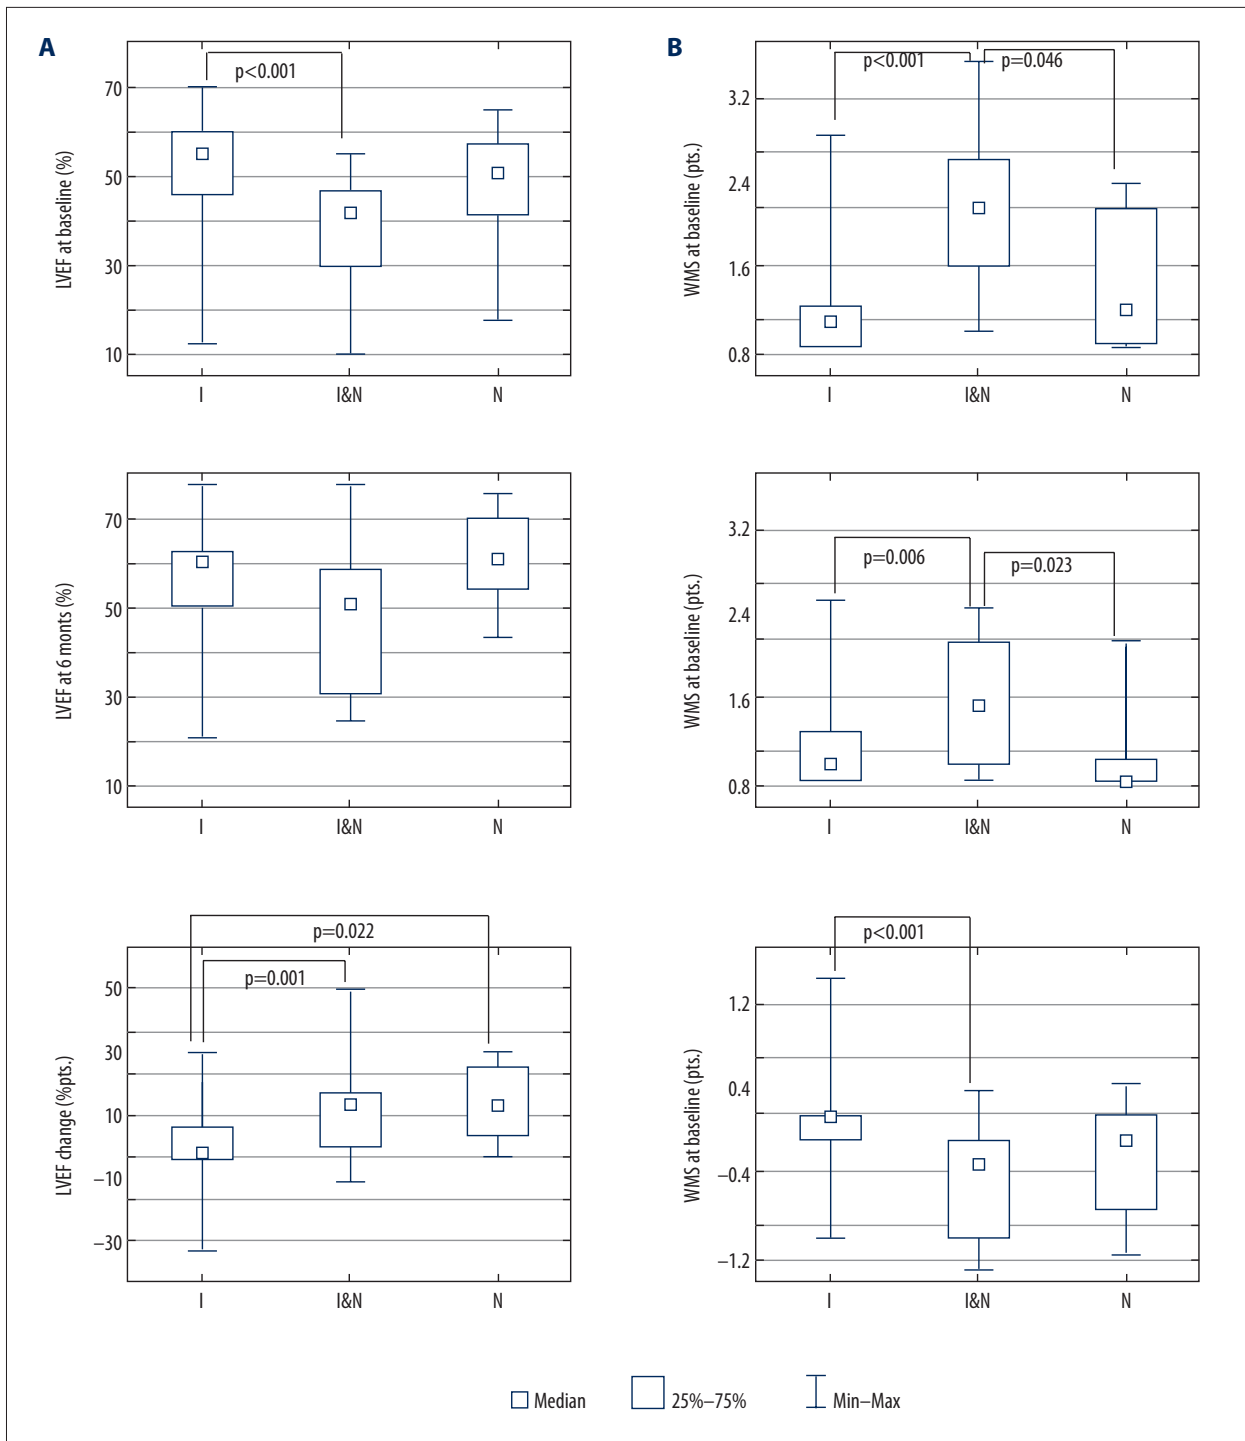 A
p<0.001
LVEF at baseline (%)
70
50
30
10
I
I&N
N
B
p<0.001
p=0.046
WMS at baseline (pts.)
3.2
2.4
1.6
0.8
I
I&N
N
LVEF at 6 monts (%)
70
50
30
10
I
I&N
N
p=0.006
p=0.023
WMS at baseline (pts.)
3.2
2.4
1.6
0.8
I
I&N
N
p=0.022
p=0.001
LVEF change (%pts.)
50
30
10
−10
−30
I
I&N
N
p<0.001
WMS at baseline (pts.)
1.2
0.4
−0.4
−1.2
I
I&N
N
Median
25%–75%
Min–Max